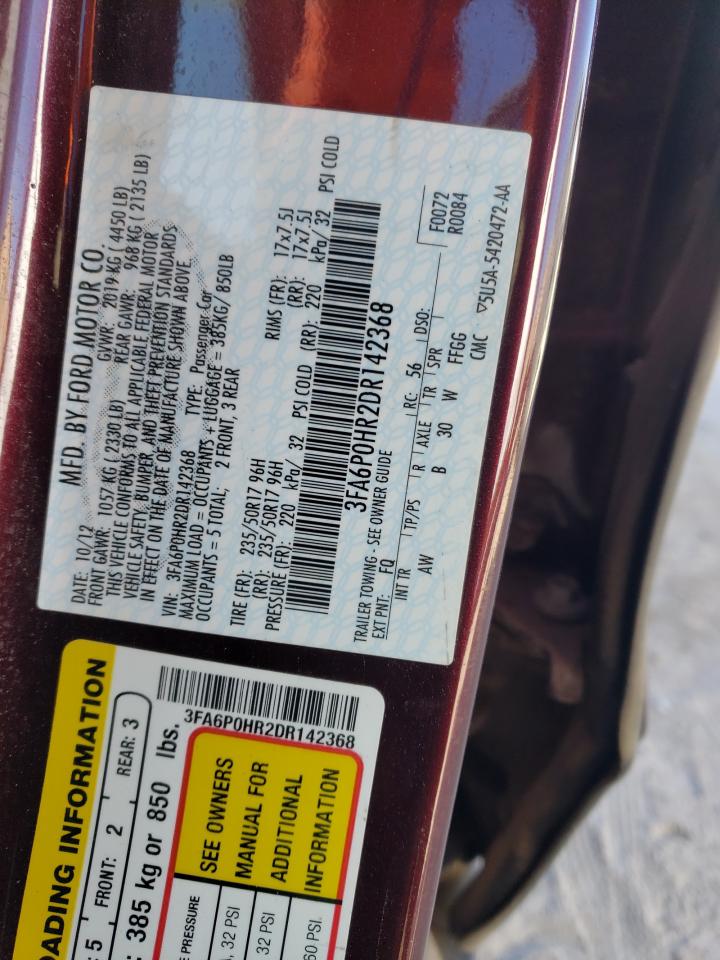 MFD. BY FORD MOTOR CO.
DATE: 10/12 GVWR: 2019 KG ( 4450 LB)
FRONT GAWR: 1057 KG ( 2330 LB) REAR GAWR: 968 KG ( 2135 LB)
THIS VEHICLE CONFORMS TO ALL APPLICABLE FEDERAL MOTOR
VEHICLE SAFETY, BUMPER, AND THEFT PREVENTION STANDARDS
IN EFFECT ON THE DATE OF MANUFACTURE SHOWN ABOVE.
VIN: 3FA6P0HR2DR142368 TYPE: Passenger Car
MAXIMUM LOAD = OCCUPANTS + LUGGAGE = 385KG/ 850LB
OCCUPANTS = 5 TOTAL; 2 FRONT, 3 REAR
TIRE (FR): 235/50R17 96H RIMS (FR): 17x7.5J
(RR): 235/50R17 96H (RR): 17x7.5J
PRESSURE (FR): 220 kPa/ 32 PSI COLD (RR): 220 kPa/ 32 PSI COLD
3FA6P0HR2DR142368
TRAILER TOWING - SEE OWNER GUIDE
EXT PNT: FQ RC: 56 DSO: F0072
R0084
INT TR TP/PS R AXLE TR SPR
AW B 30 W FFGG
CMC ▽5U5A-5420472-AA
3FA6P0HR2DR142368
OADING INFORMATION
: 5 FRONT: 2 REAR: 3
: 385 kg or 850 lbs.
E PRESSURE
, 32 PSI
32 PSI
60 PSI.
SEE OWNERS
MANUAL FOR
ADDITIONAL
INFORMATION